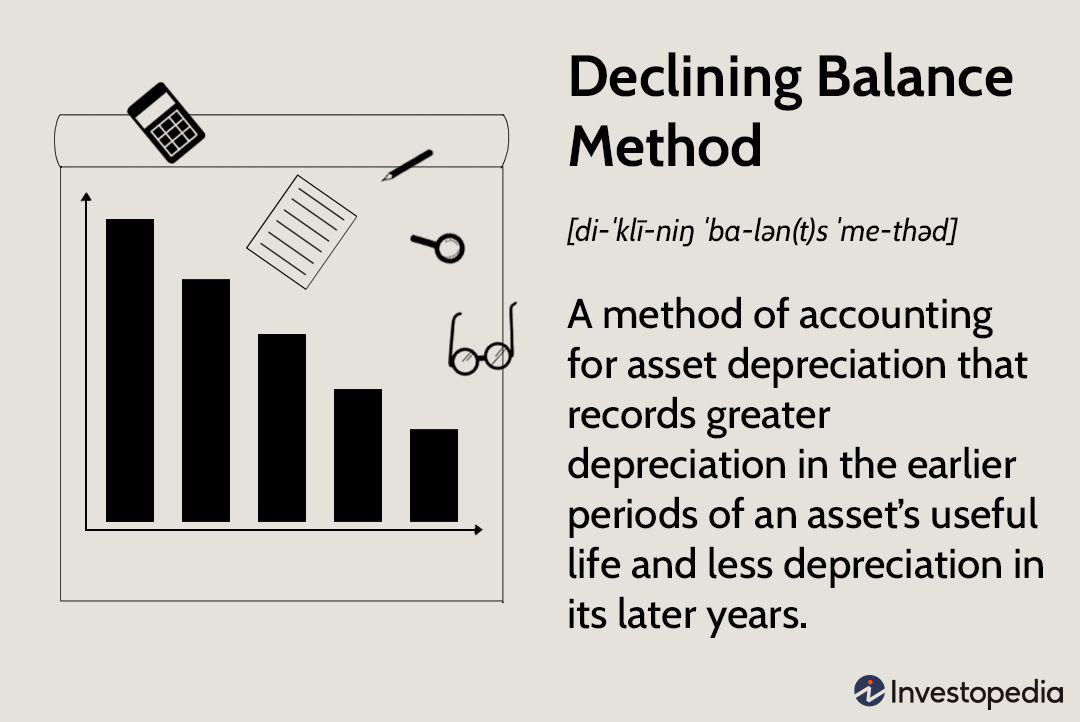 Declining Balance
Method
[di-ˈklī-niŋ ˈba-lən(t)s ˈme-thəd]
A method of accounting
for asset depreciation that
records greater
depreciation in the earlier
periods of an asset’s useful
life and less depreciation in
its later years.
Investopedia